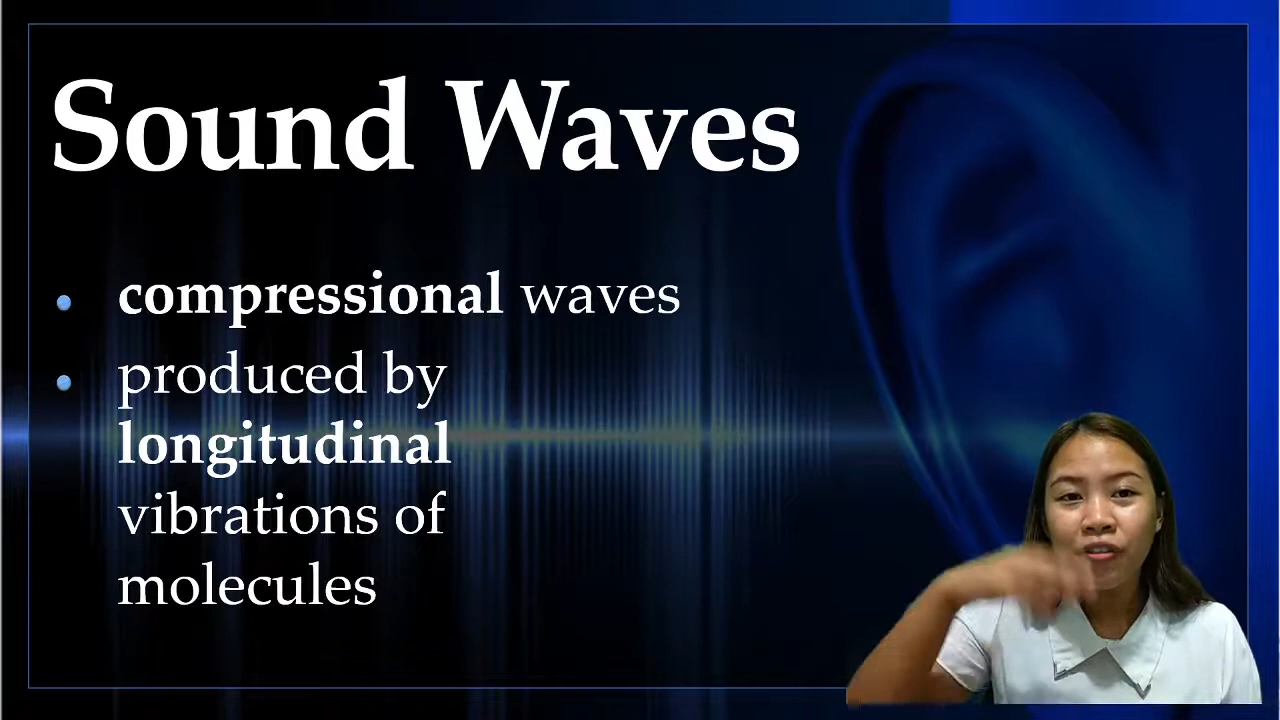 Sound Waves
compressional waves
produced by
longitudinal
vibrations of
molecules